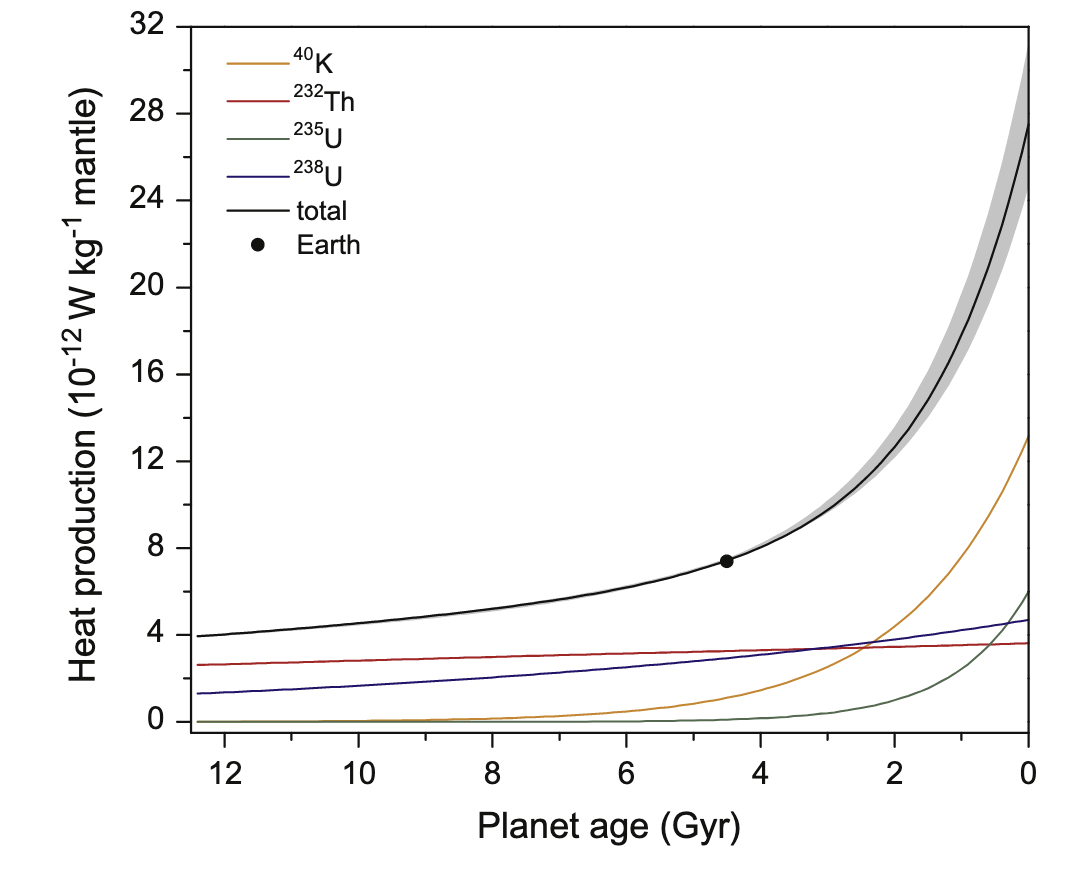 32
28
24
20
16
12
8
4
0
Heat production (10⁻¹² W kg⁻¹ mantle)
⁴⁰K
²³²Th
²³⁵U
²³⁸U
total
Earth
12 10 8 6 4 2 0
Planet age (Gyr)